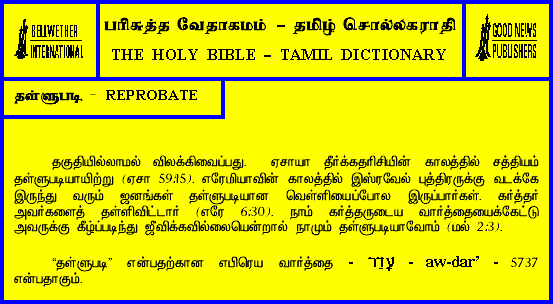 BELLWETHER
INTERNATIONAL
பரிசுத்த வேதாகமம் – தமிழ் சொல்லகராதி
THE HOLY BIBLE – TAMIL DICTIONARY
GOOD NEWS
PUBLISHERS
தள்ளுபடி - REPROBATE
தகுதியில்லாமல் விலக்கிவைப்பது. ஏசாயா தீர்க்கதரிசியின் காலத்தில் சத்தியம்
தள்ளுபடியாயிற்று (ஏசா 59:15). எரேமியாவின் காலத்தில் இஸ்ரவேல் புத்திரருக்கு வடக்கே
இருந்து வரும் ஜனங்கள் தள்ளுபடியான வெள்ளியைப்போல இருப்பார்கள். கர்த்தர்
அவர்களைத் தள்ளிவிட்டார் (எரே 6:30). நாம் கர்த்தருடைய வார்த்தையைக்கேட்டு
அவருக்கு கீழ்ப்படிந்து ஜீவிக்கவில்லையென்றால் நாமும் தள்ளுபடியாவோம் (மல் 2:3).
“தள்ளுபடி” என்பதற்கான எபிரெய வார்த்தை - - aw-dar’ - 5737
என்பதாகும்.